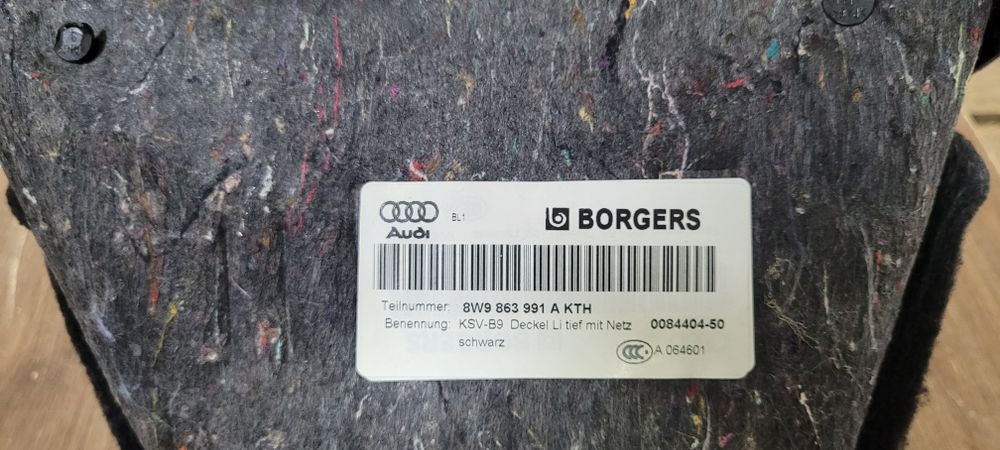 BL1
BORGERS
Audi
Teilnummer: 8W9 863 991 A KTH
Benennung: KSV-B9 Deckel Li tief mit Netz 0084404-50
schwarz
CCC A 064601